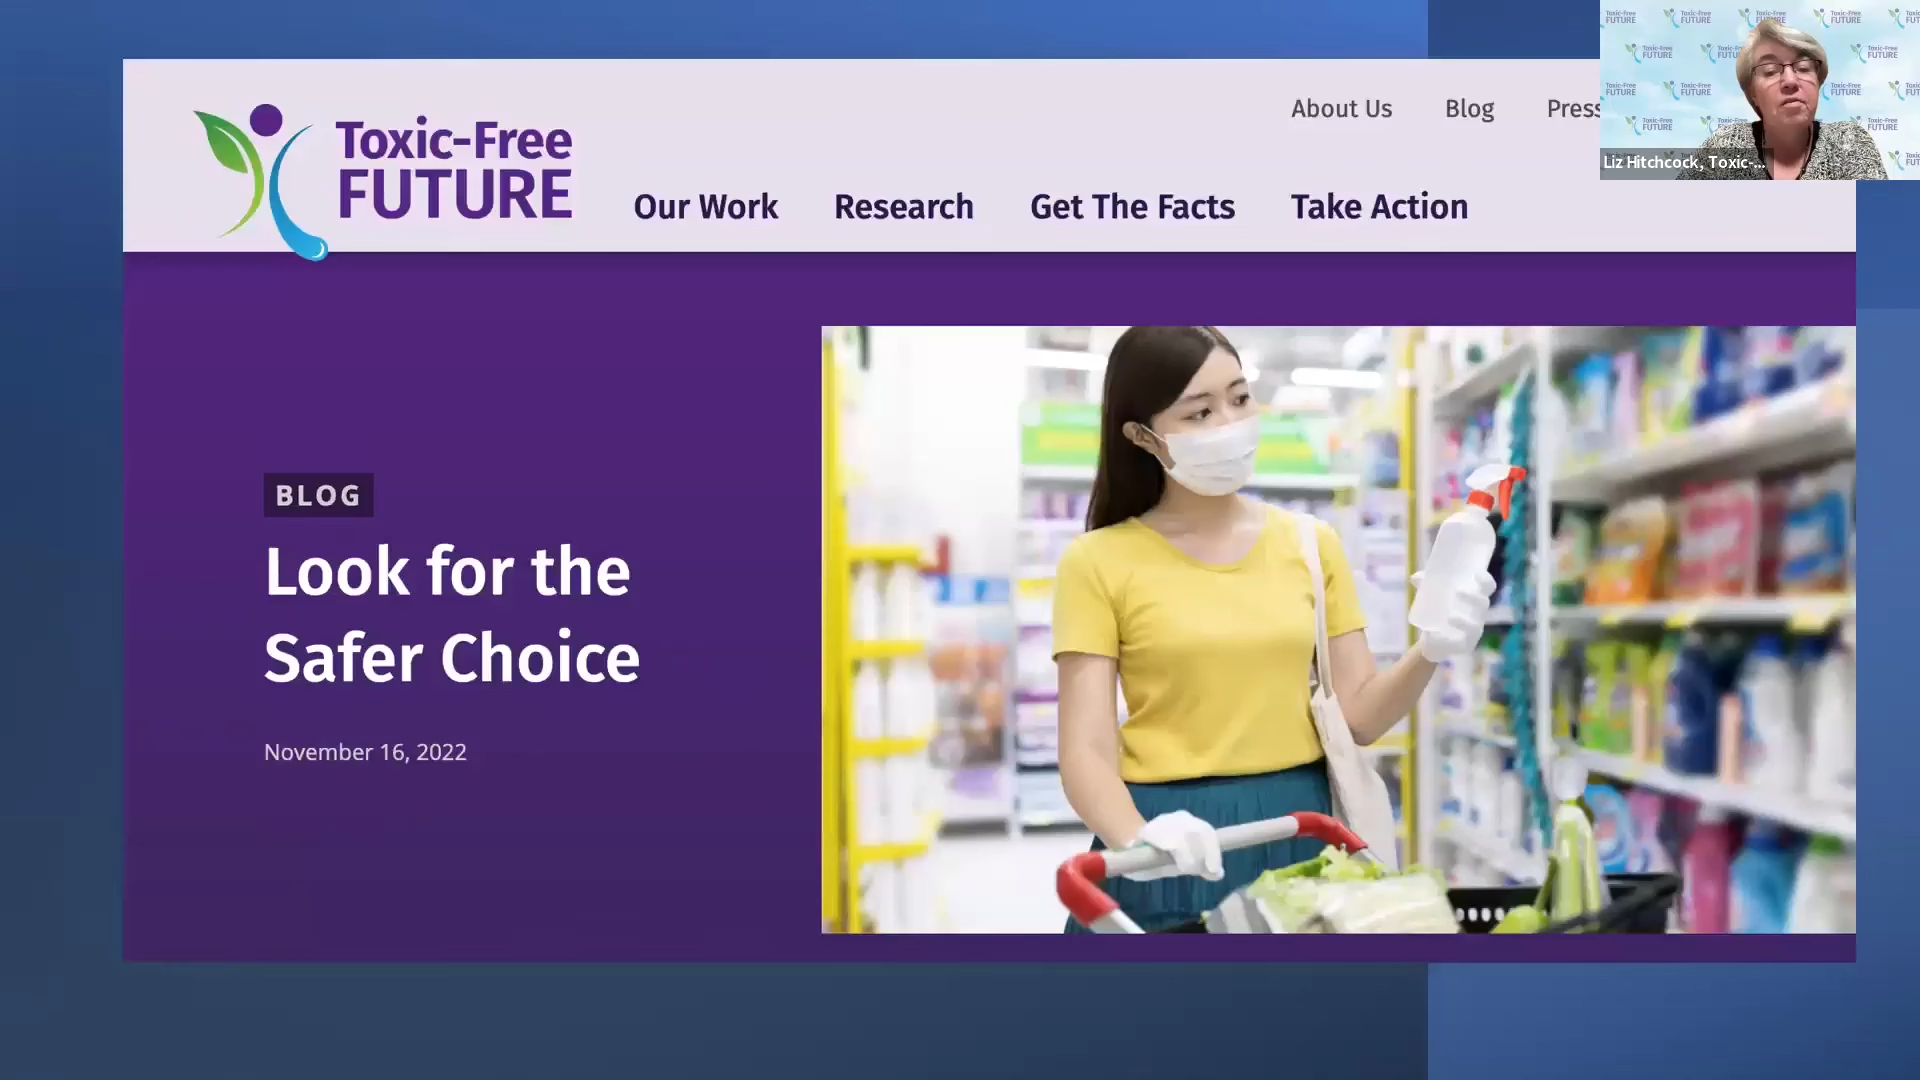 Toxic-Free
FUTURE
About Us
Blog
Press
Our Work
Research
Get The Facts
Take Action
Liz Hitchcock, Toxic-...
BLOG
Look for the
Safer Choice
November 16, 2022